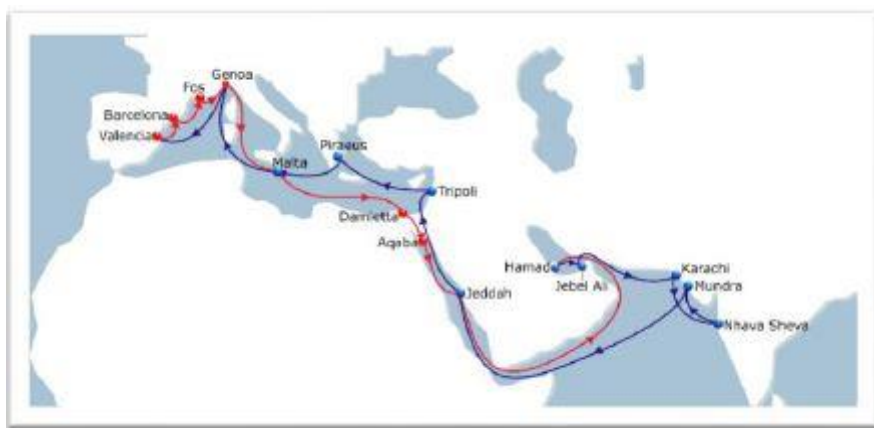 Genoa
Fos
Barcelona
Valencia
Piraeus
Malta
Tripoli
Damietta
Aqaba
Hamad
Karachi
Jebel Ali
Mundra
Jeddah
Nhava Sheva